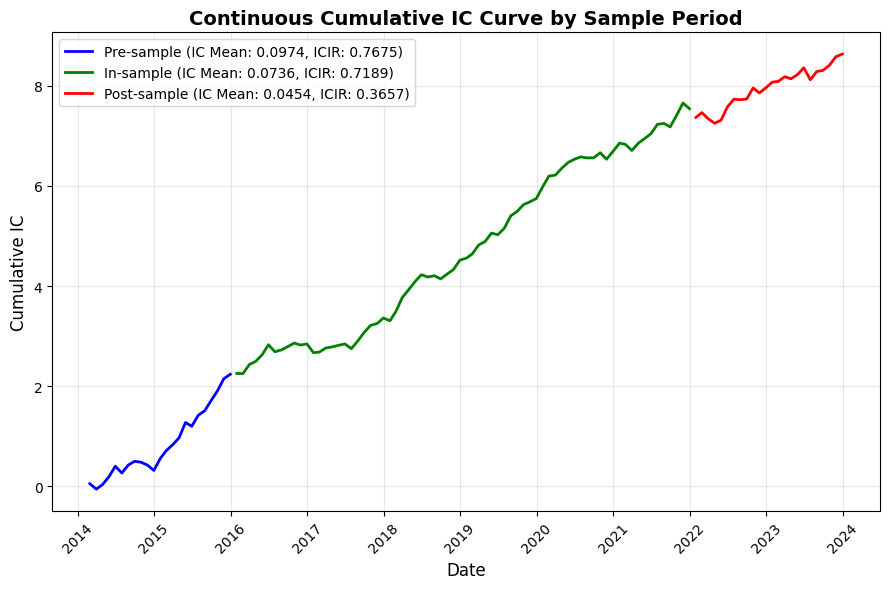 Continuous Cumulative IC Curve by Sample Period
Pre-sample (IC Mean: 0.0974, ICIR: 0.7675)
In-sample (IC Mean: 0.0736, ICIR: 0.7189)
Post-sample (IC Mean: 0.0454, ICIR: 0.3657)
Cumulative IC
8
6
4
2
0
2014
2015
2016
2017
2018
2019
2020
2021
2022
2023
2024
Date